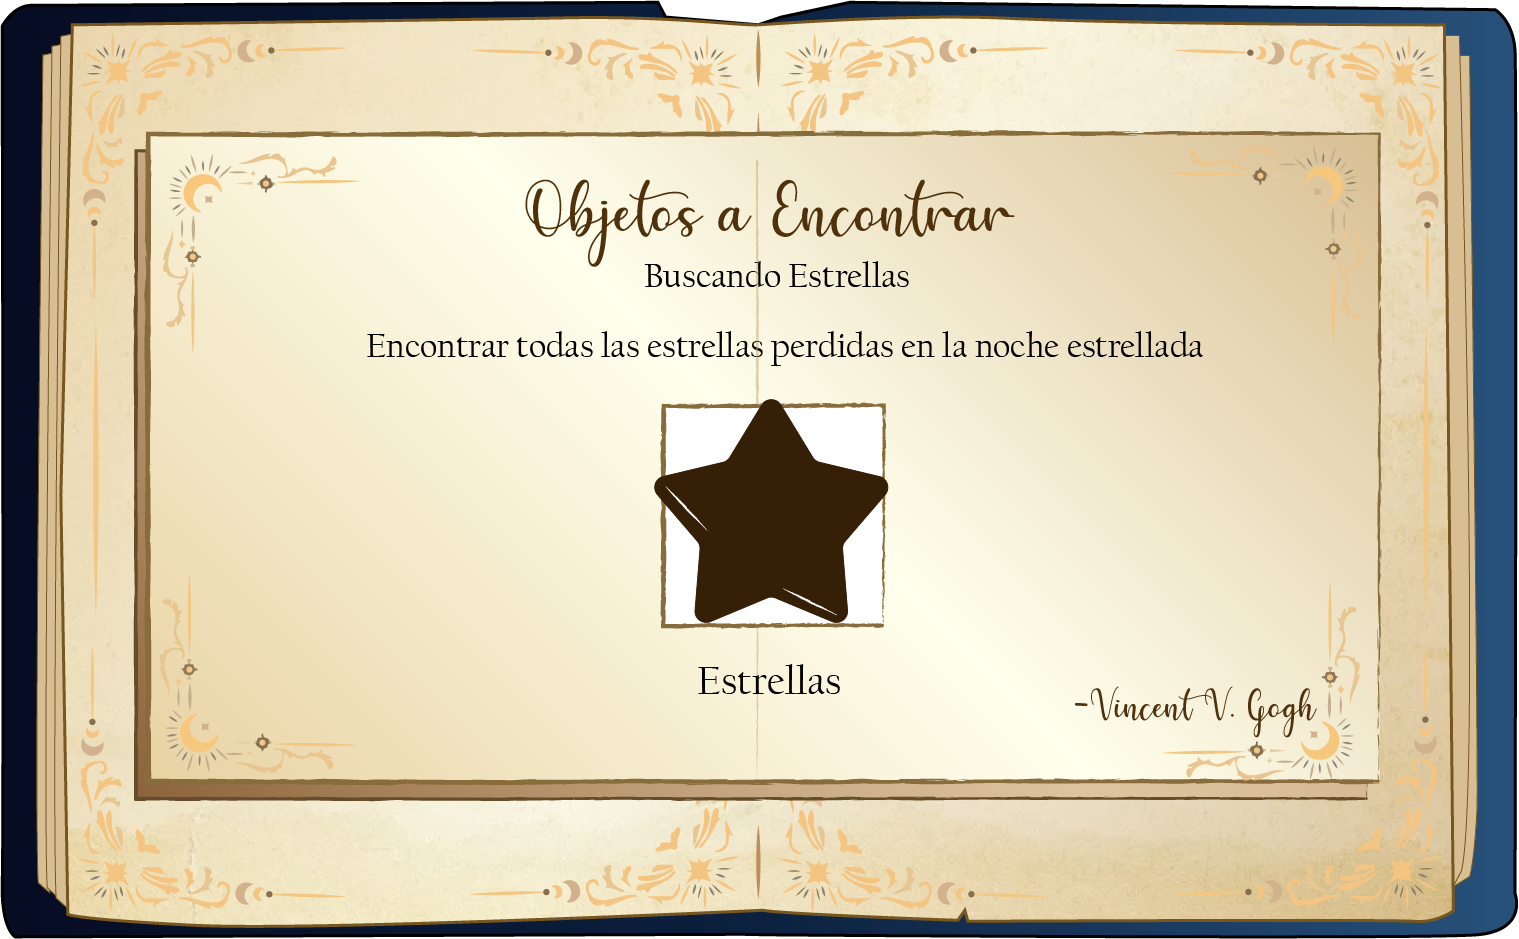 Objetos a Encontrar
Buscando Estrellas
Encontrar todas las estrellas perdidas en la noche estrellada
Estrellas
-Vincent V. Gogh